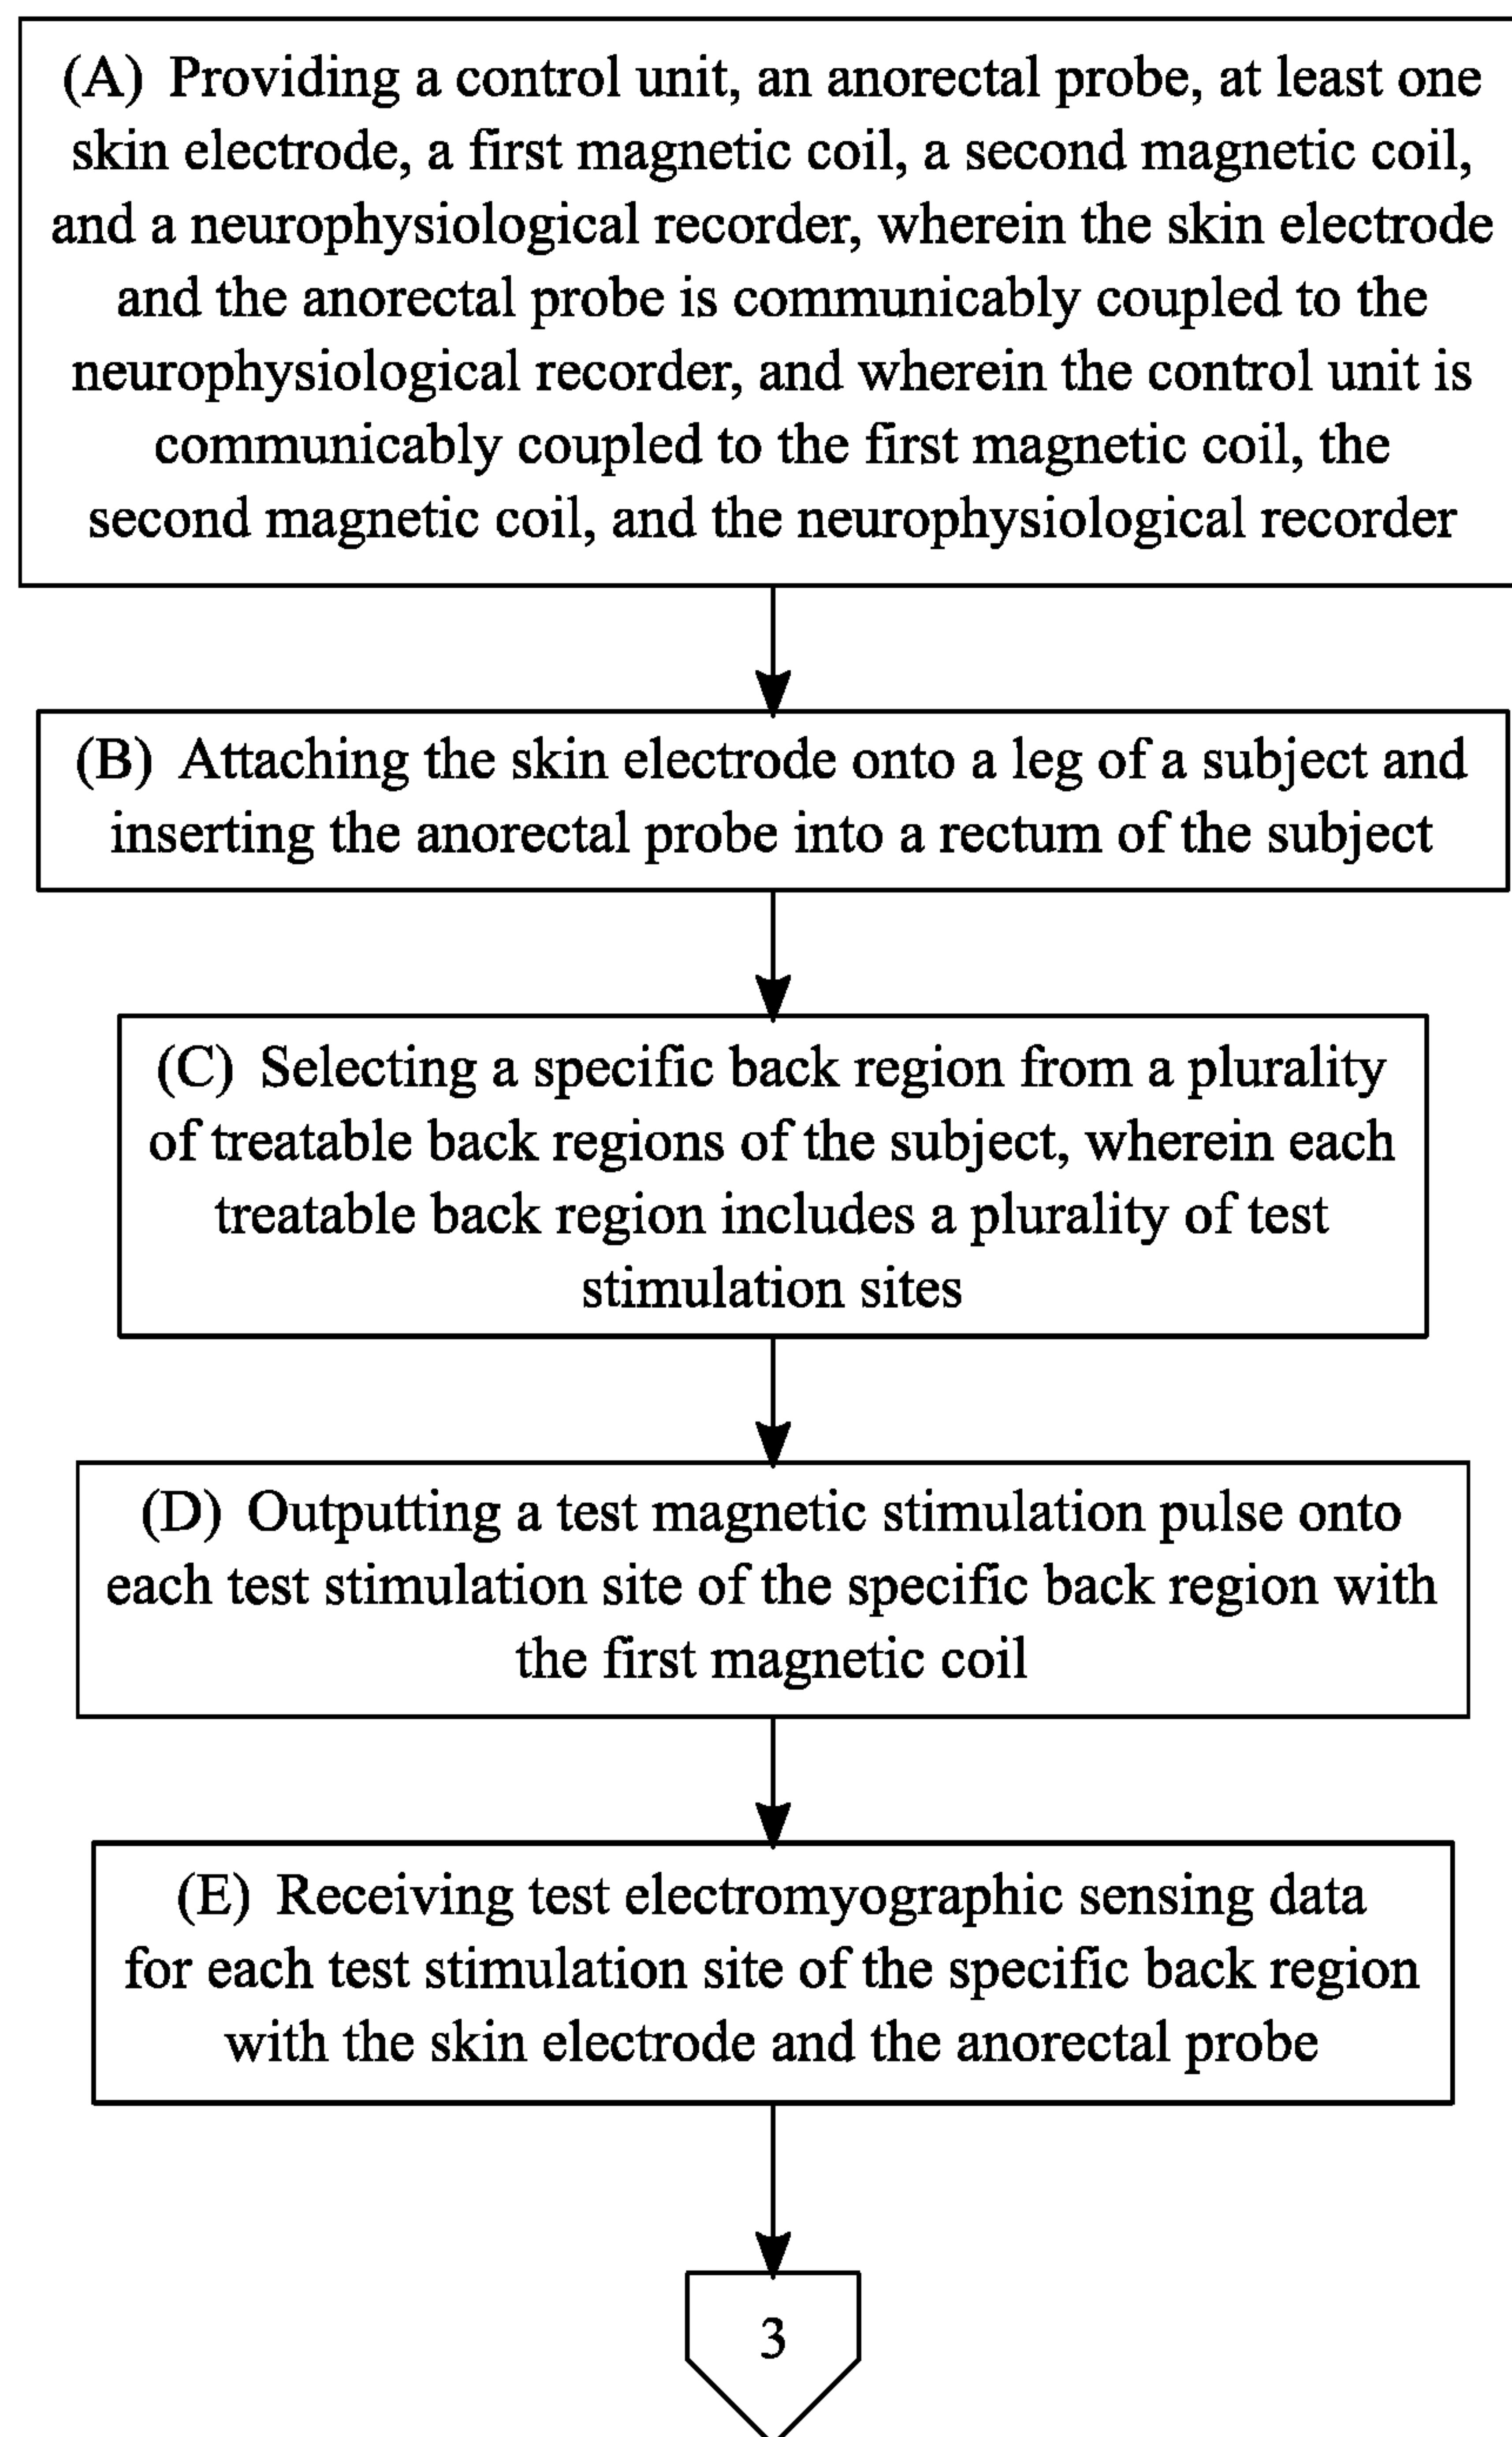 (A) Providing a control unit, an anorectal probe, at least one
skin electrode, a first magnetic coil, a second magnetic coil,
and a neurophysiological recorder, wherein the skin electrode
and the anorectal probe is communicably coupled to the
neurophysiological recorder, and wherein the control unit is
communicably coupled to the first magnetic coil, the
second magnetic coil, and the neurophysiological recorder
(B) Attaching the skin electrode onto a leg of a subject and
inserting the anorectal probe into a rectum of the subject
(C) Selecting a specific back region from a plurality
of treatable back regions of the subject, wherein each
treatable back region includes a plurality of test
stimulation sites
(D) Outputting a test magnetic stimulation pulse onto
each test stimulation site of the specific back region with
the first magnetic coil
(E) Receiving test electromyographic sensing data
for each test stimulation site of the specific back region
with the skin electrode and the anorectal probe
3